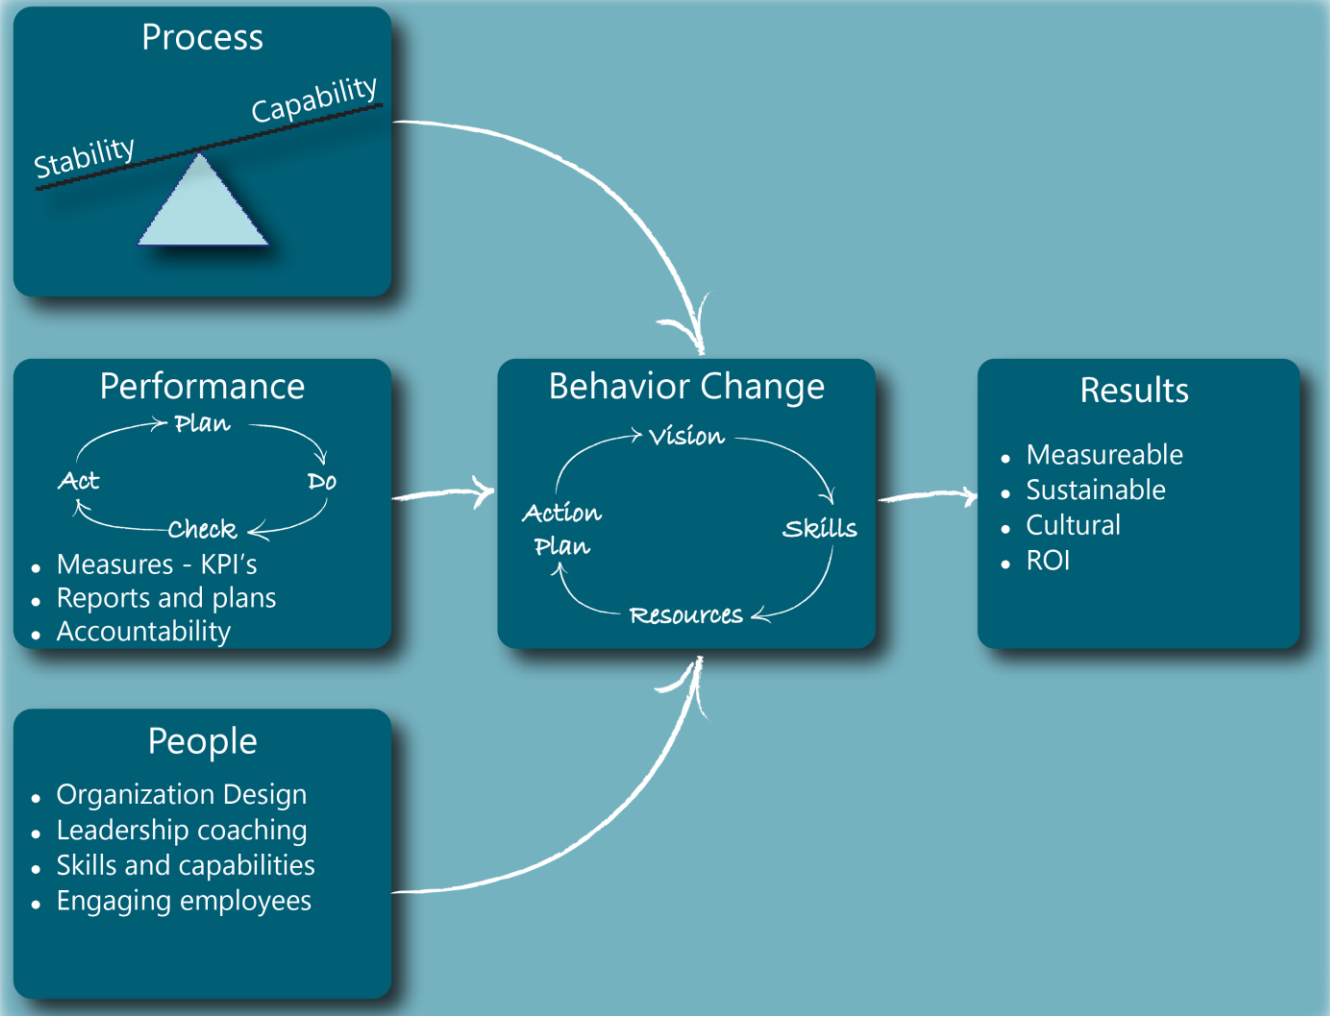 Process
Capability
Stability
Performance
Plan
Act
Do
Check
• Measures - KPI's
• Reports and plans
• Accountability
Behavior Change
Vision
Action
Plan
Skills
Resources
Results
• Measureable
• Sustainable
• Cultural
• ROI
People
• Organization Design
• Leadership coaching
• Skills and capabilities
• Engaging employees